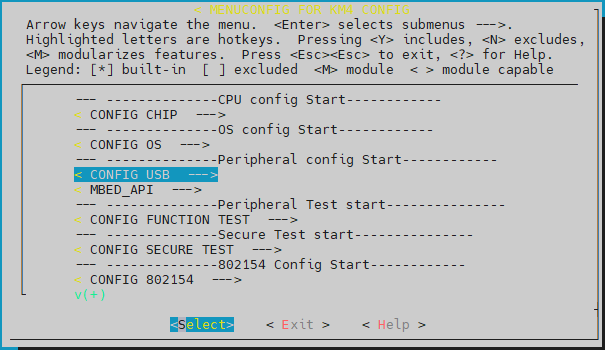 < MENUCONFIG FOR KM4 CONFIG
Arrow keys navigate the menu.  <Enter> selects submenus --->.
Highlighted letters are hotkeys.  Pressing <Y> includes, <N> excludes,
<M> modularizes features.  Press <Esc><Esc> to exit, <?> for Help.
Legend: [*] built-in  [ ] excluded  <M> module  < > module capable
--- --------------CPU config Start------------
< CONFIG CHIP  --->
--- --------------OS config Start------------
< CONFIG OS  --->
--- --------------Peripheral config Start------------
< CONFIG USB  --->
< MBED_API  --->
--- --------------Peripheral Test start---------------
< CONFIG FUNCTION TEST  --->
--- --------------Secure Test start---------------
< CONFIG SECURE TEST  --->
--- --------------802154 Config Start------------
< CONFIG 802154  --->
v(+)
<Select>    < Exit >    < Help >